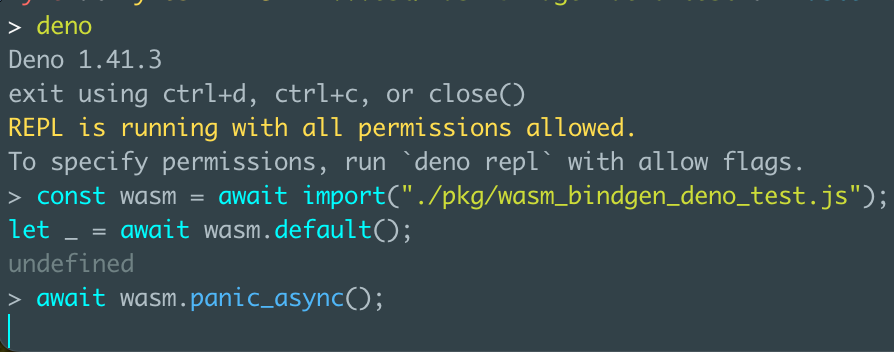 > deno
Deno 1.41.3
exit using ctrl+d, ctrl+c, or close()
REPL is running with all permissions allowed.
To specify permissions, run `deno repl` with allow flags.
> const wasm = await import("./pkg/wasm_bindgen_deno_test.js");
let _ = await wasm.default();
undefined
> await wasm.panic_async();